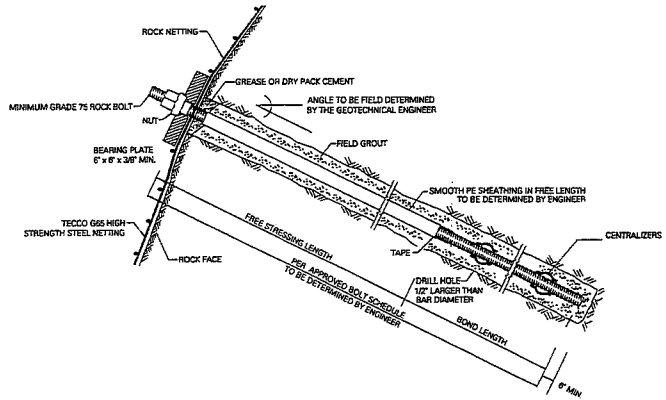 ROCK NETTING
GREASE OR DRY PACK CEMENT
MINIMUM GRADE 75 ROCK BOLT
ANGLE TO BE FIELD DETERMINED
BY THE GEOTECHNICAL ENGINEER
NUT
FIELD GROUT
BEARING PLATE
6" x 6" x 3/8" MIN.
SMOOTH PE SHEATHING IN FREE LENGTH
TO BE DETERMINED BY ENGINEER
TECCO G65 HIGH
STRENGTH STEEL NETTING
FREE STRESSING LENGTH
TAPE
CENTRALIZERS
ROCK FACE
PER APPROVED BOLT SCHEDULE
TO BE DETERMINED BY ENGINEER
DRILL HOLE
1/2" LARGER THAN
BAR DIAMETER
BOND LENGTH
6" MIN.